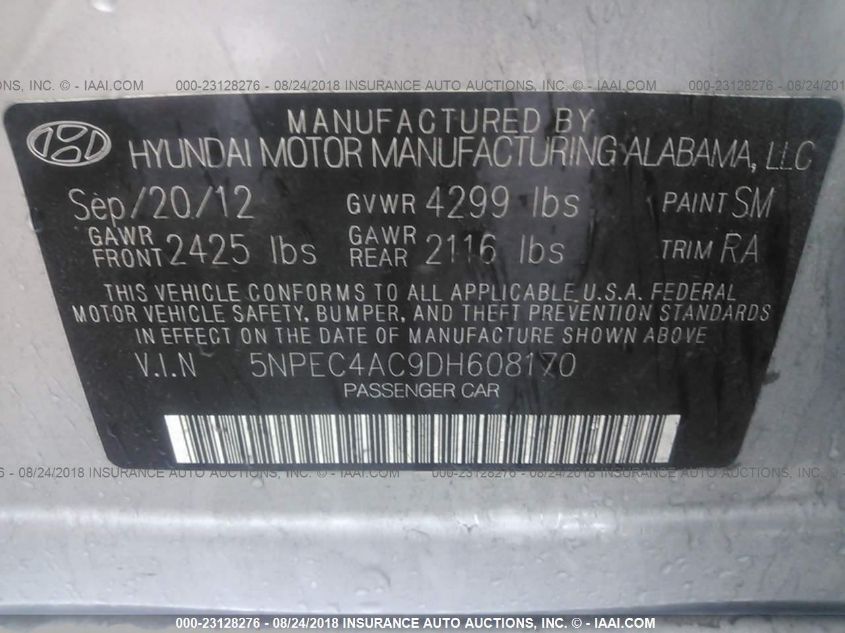 AUCTIONS, INC. © - IAAI.COM 000-23128276 - 08/24/2018 INSURANCE AUTO AUCTIONS, INC. © - IAAI.COM 000-23128276 - 08/24/2018
MANUFACTURED BY
HYUNDAI MOTOR MANUFACTURING ALABAMA, LLC
Sep/20/12 GVWR 4299 lbs PAINT SM
GAWR FRONT 2425 lbs GAWR REAR 2116 lbs TRIM RA
THIS VEHICLE CONFORMS TO ALL APPLICABLE U.S.A. FEDERAL
MOTOR VEHICLE SAFETY, BUMPER, AND THEFT PREVENTION STANDARDS
IN EFFECT ON THE DATE OF MANUFACTURE SHOWN ABOVE
V.I.N 5NPEC4AC9DH608170
PASSENGER CAR
- 08/24/2018 INSURANCE AUTO AUCTIONS, INC. © - IAAI.COM 000-23128276 - 08/24/2018 INSURANCE AUTO AUCTIONS, INC. © - IAAI.COM
000-23128276 - 08/24/2018 INSURANCE AUTO AUCTIONS, INC. © - IAAI.COM